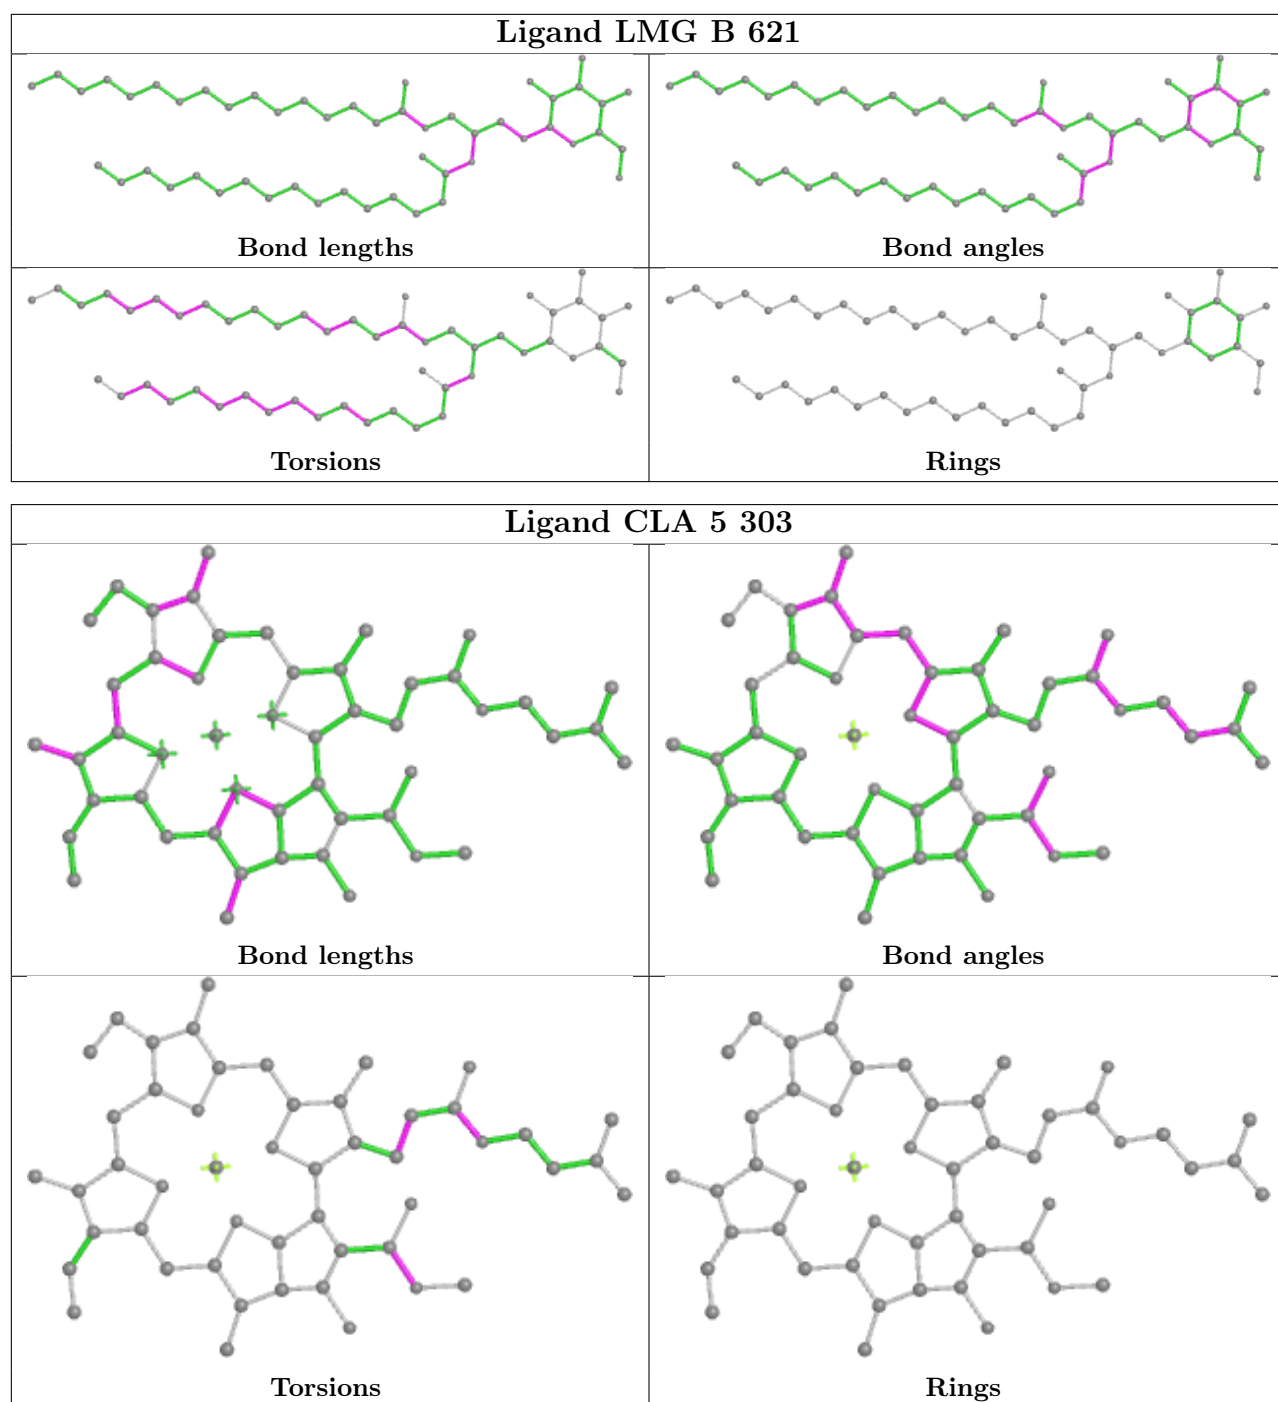 Ligand LMG B 621
Bond lengths
Bond angles
Torsions
Rings
Ligand CLA 5 303
Bond lengths
Bond angles
Torsions
Rings